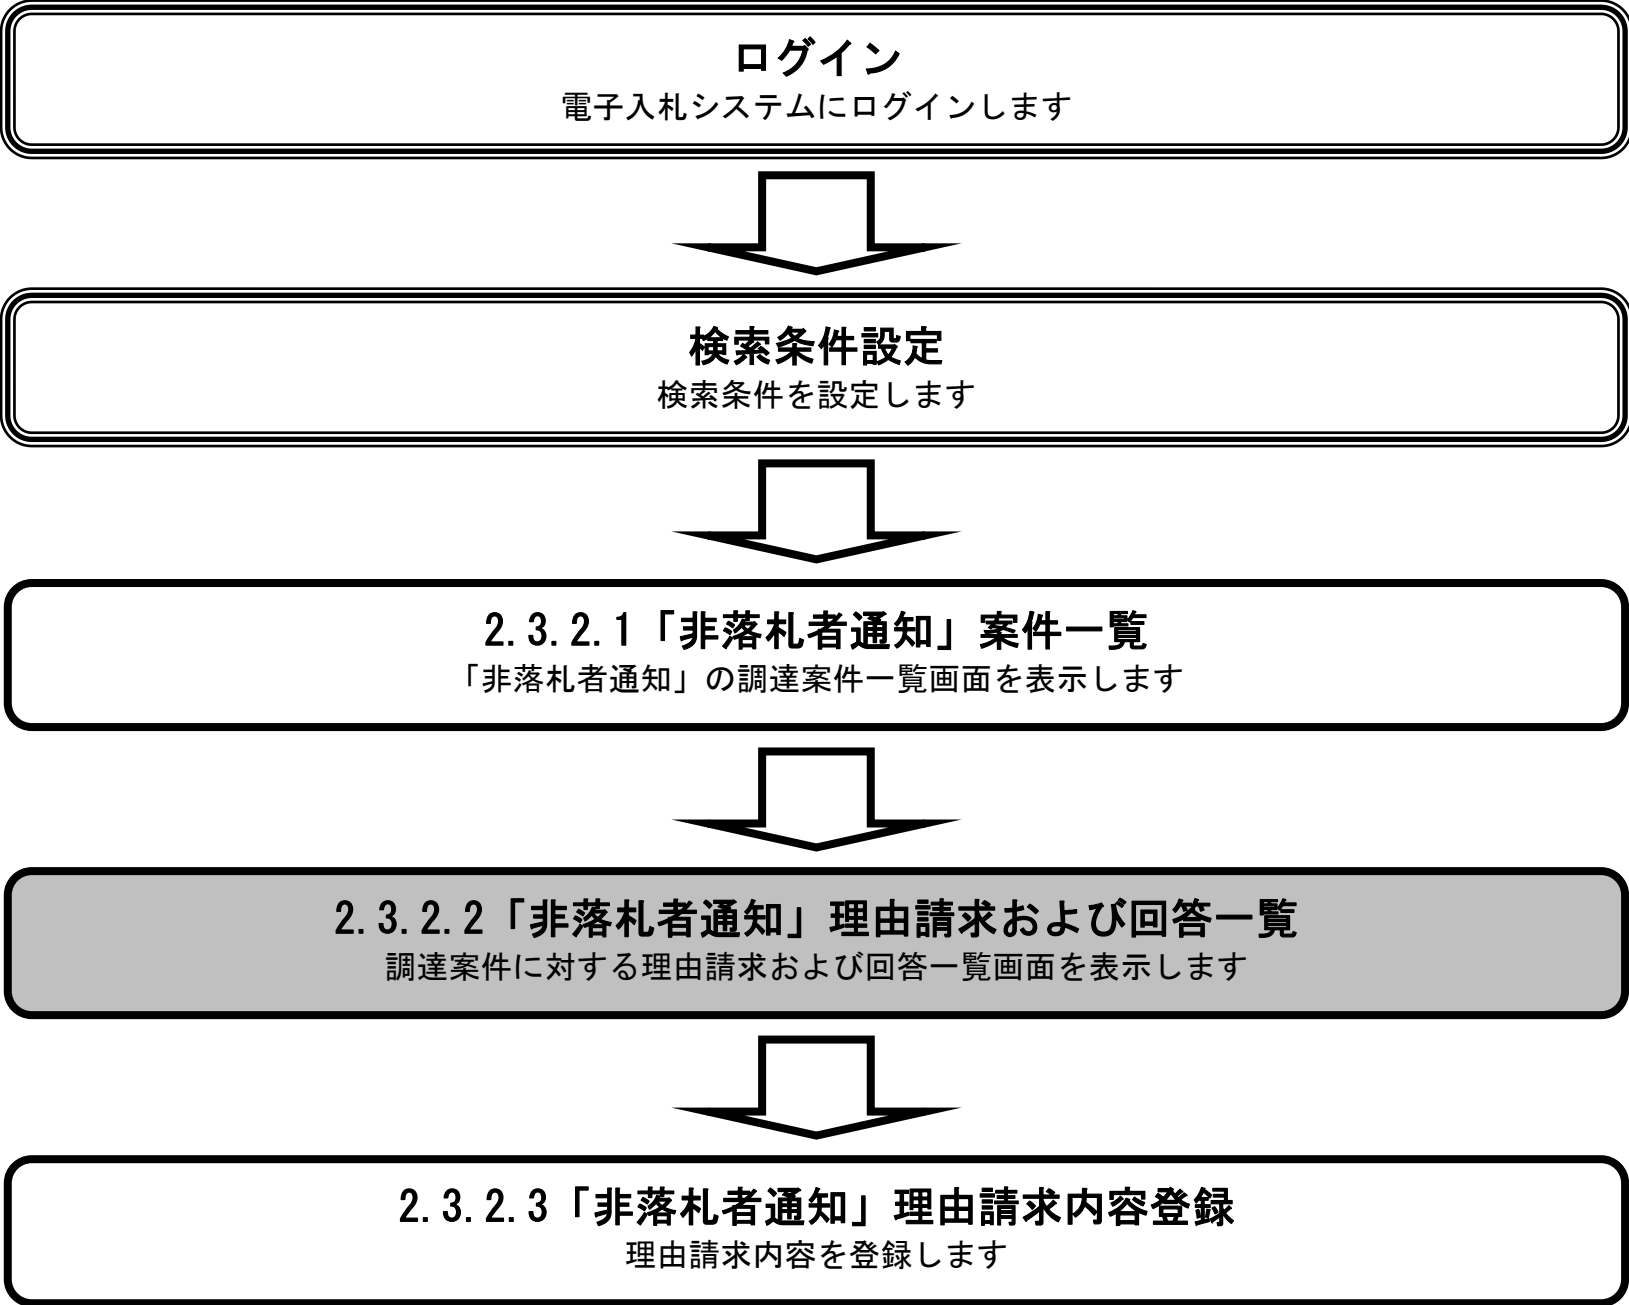 ログイン
電子入札システムにログインします
検索条件設定
検索条件を設定します
2.3.2.1「非落札者通知」案件一覧
「非落札者通知」の調達案件一覧画面を表示します
2.3.2.2「非落札者通知」理由請求および回答一覧
調達案件に対する理由請求および回答一覧画面を表示します
2.3.2.3「非落札者通知」理由請求内容登録
理由請求内容を登録します